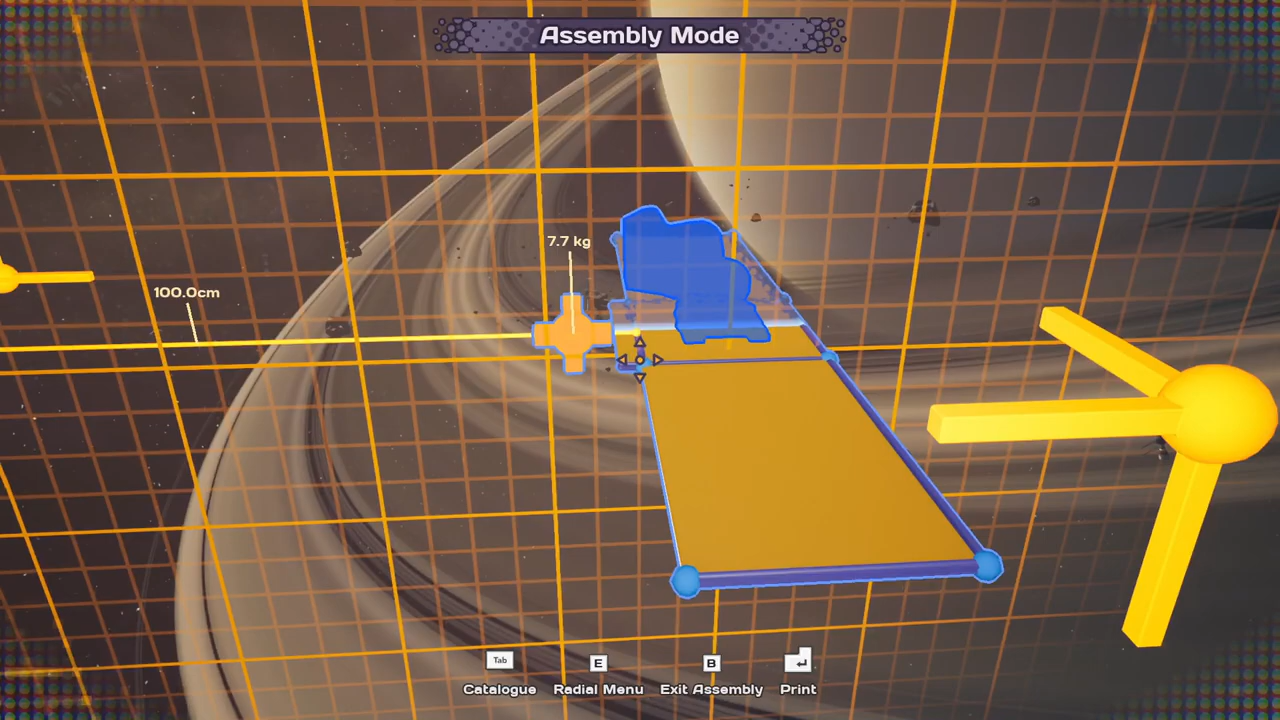 Assembly Mode
7.7 kg
100.0cm
Tab
E
B
Catalogue
Radial Menu
Exit Assembly
Print